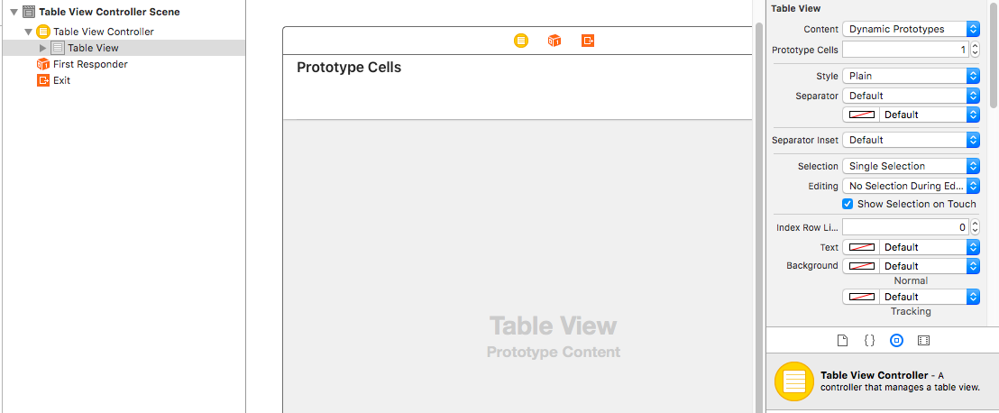 Table View Controller Scene
Table View Controller
Table View
First Responder
Exit
Prototype Cells
Table View
Prototype Content
Table View
Content Dynamic Prototypes
Prototype Cells 1
Style Plain
Separator Default
Default
Separator Inset Default
Selection Single Selection
Editing No Selection During Ed...
Show Selection on Touch
Index Row Li... 0
Text Default
Background Default
Normal
Default
Tracking
{}
Table View Controller - A
controller that manages a table view.